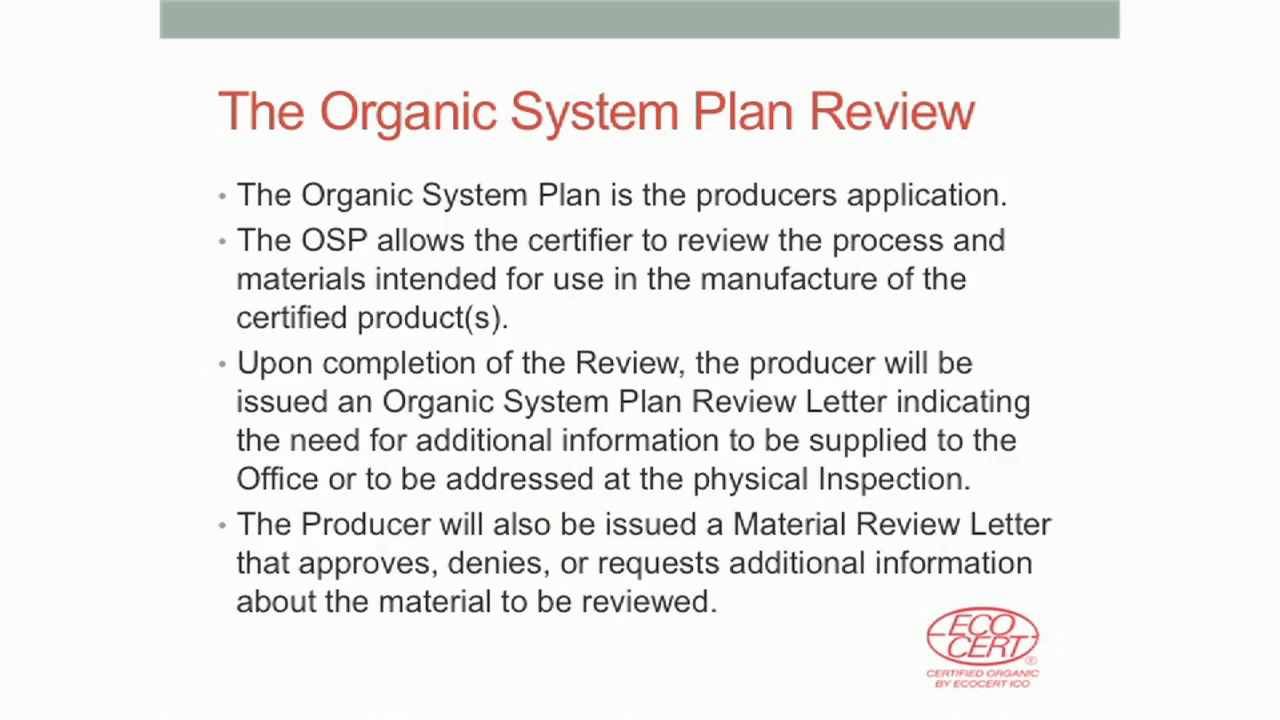 The Organic System Plan Review
• The Organic System Plan is the producers application.
• The OSP allows the certifier to review the process and
materials intended for use in the manufacture of the
certified product(s).
• Upon completion of the Review, the producer will be
issued an Organic System Plan Review Letter indicating
the need for additional information to be supplied to the
Office or to be addressed at the physical Inspection.
• The Producer will also be issued a Material Review Letter
that approves, denies, or requests additional information
about the material to be reviewed.
ECO
CERT®
CERTIFIED ORGANIC
BY ECOCERT ICO